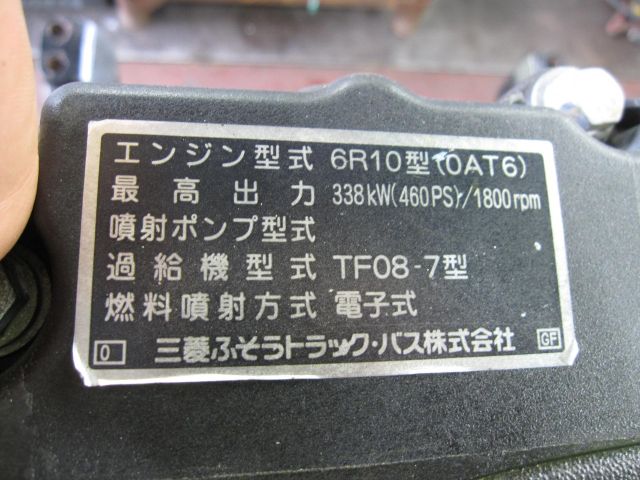 エンジン型式 6R10型(0AT6)
最高出力 338kW(460PS)/1800rpm
噴射ポンプ型式
過給機型式 TF08-7型
燃料噴射方式 電子式
0 三菱ふそうトラック・バス株式会社 GF